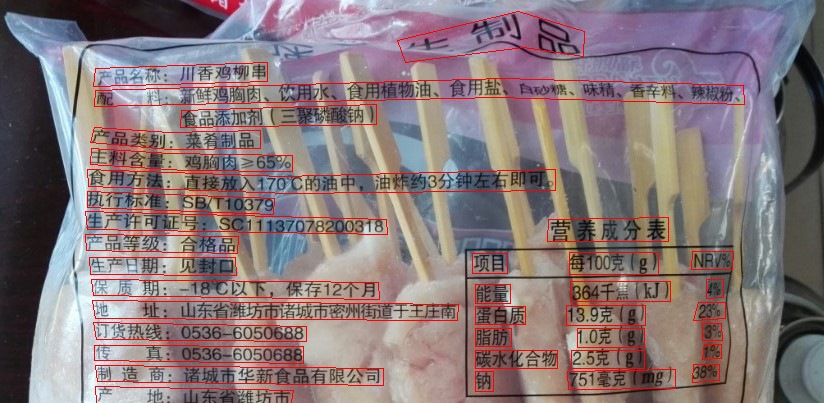 生制品
产品名称：川香鸡柳串
配　料：新鲜鸡胸肉、饮用水、食用植物油、食用盐、白砂糖、味精、香辛料、辣椒粉、
食品添加剂（三聚磷酸钠）
产品类别：菜肴制品
主料含量：鸡胸肉≥65%
食用方法：直接放入170℃的油中，油炸约3分钟左右即可。
执行标准：SB/T10379
生产许可证号：SC11137078200318
产品等级：合格品
生产日期：见封口
保 质 期：-18℃以下，保存12个月
地　址：山东省潍坊市诸城市密州街道于王庄南
订货热线：0536-6050688
传　真：0536-6050688
制 造 商：诸城市华新食品有限公司
产　地：山东省潍坊市
营养成分表
项目 每100克（g） NRV%
能量 364千焦（kJ） 4%
蛋白质 13.9克（g） 23%
脂肪 1.0克（g） 3%
碳水化合物 2.5克（g） 1%
钠 751毫克（mg） 38%